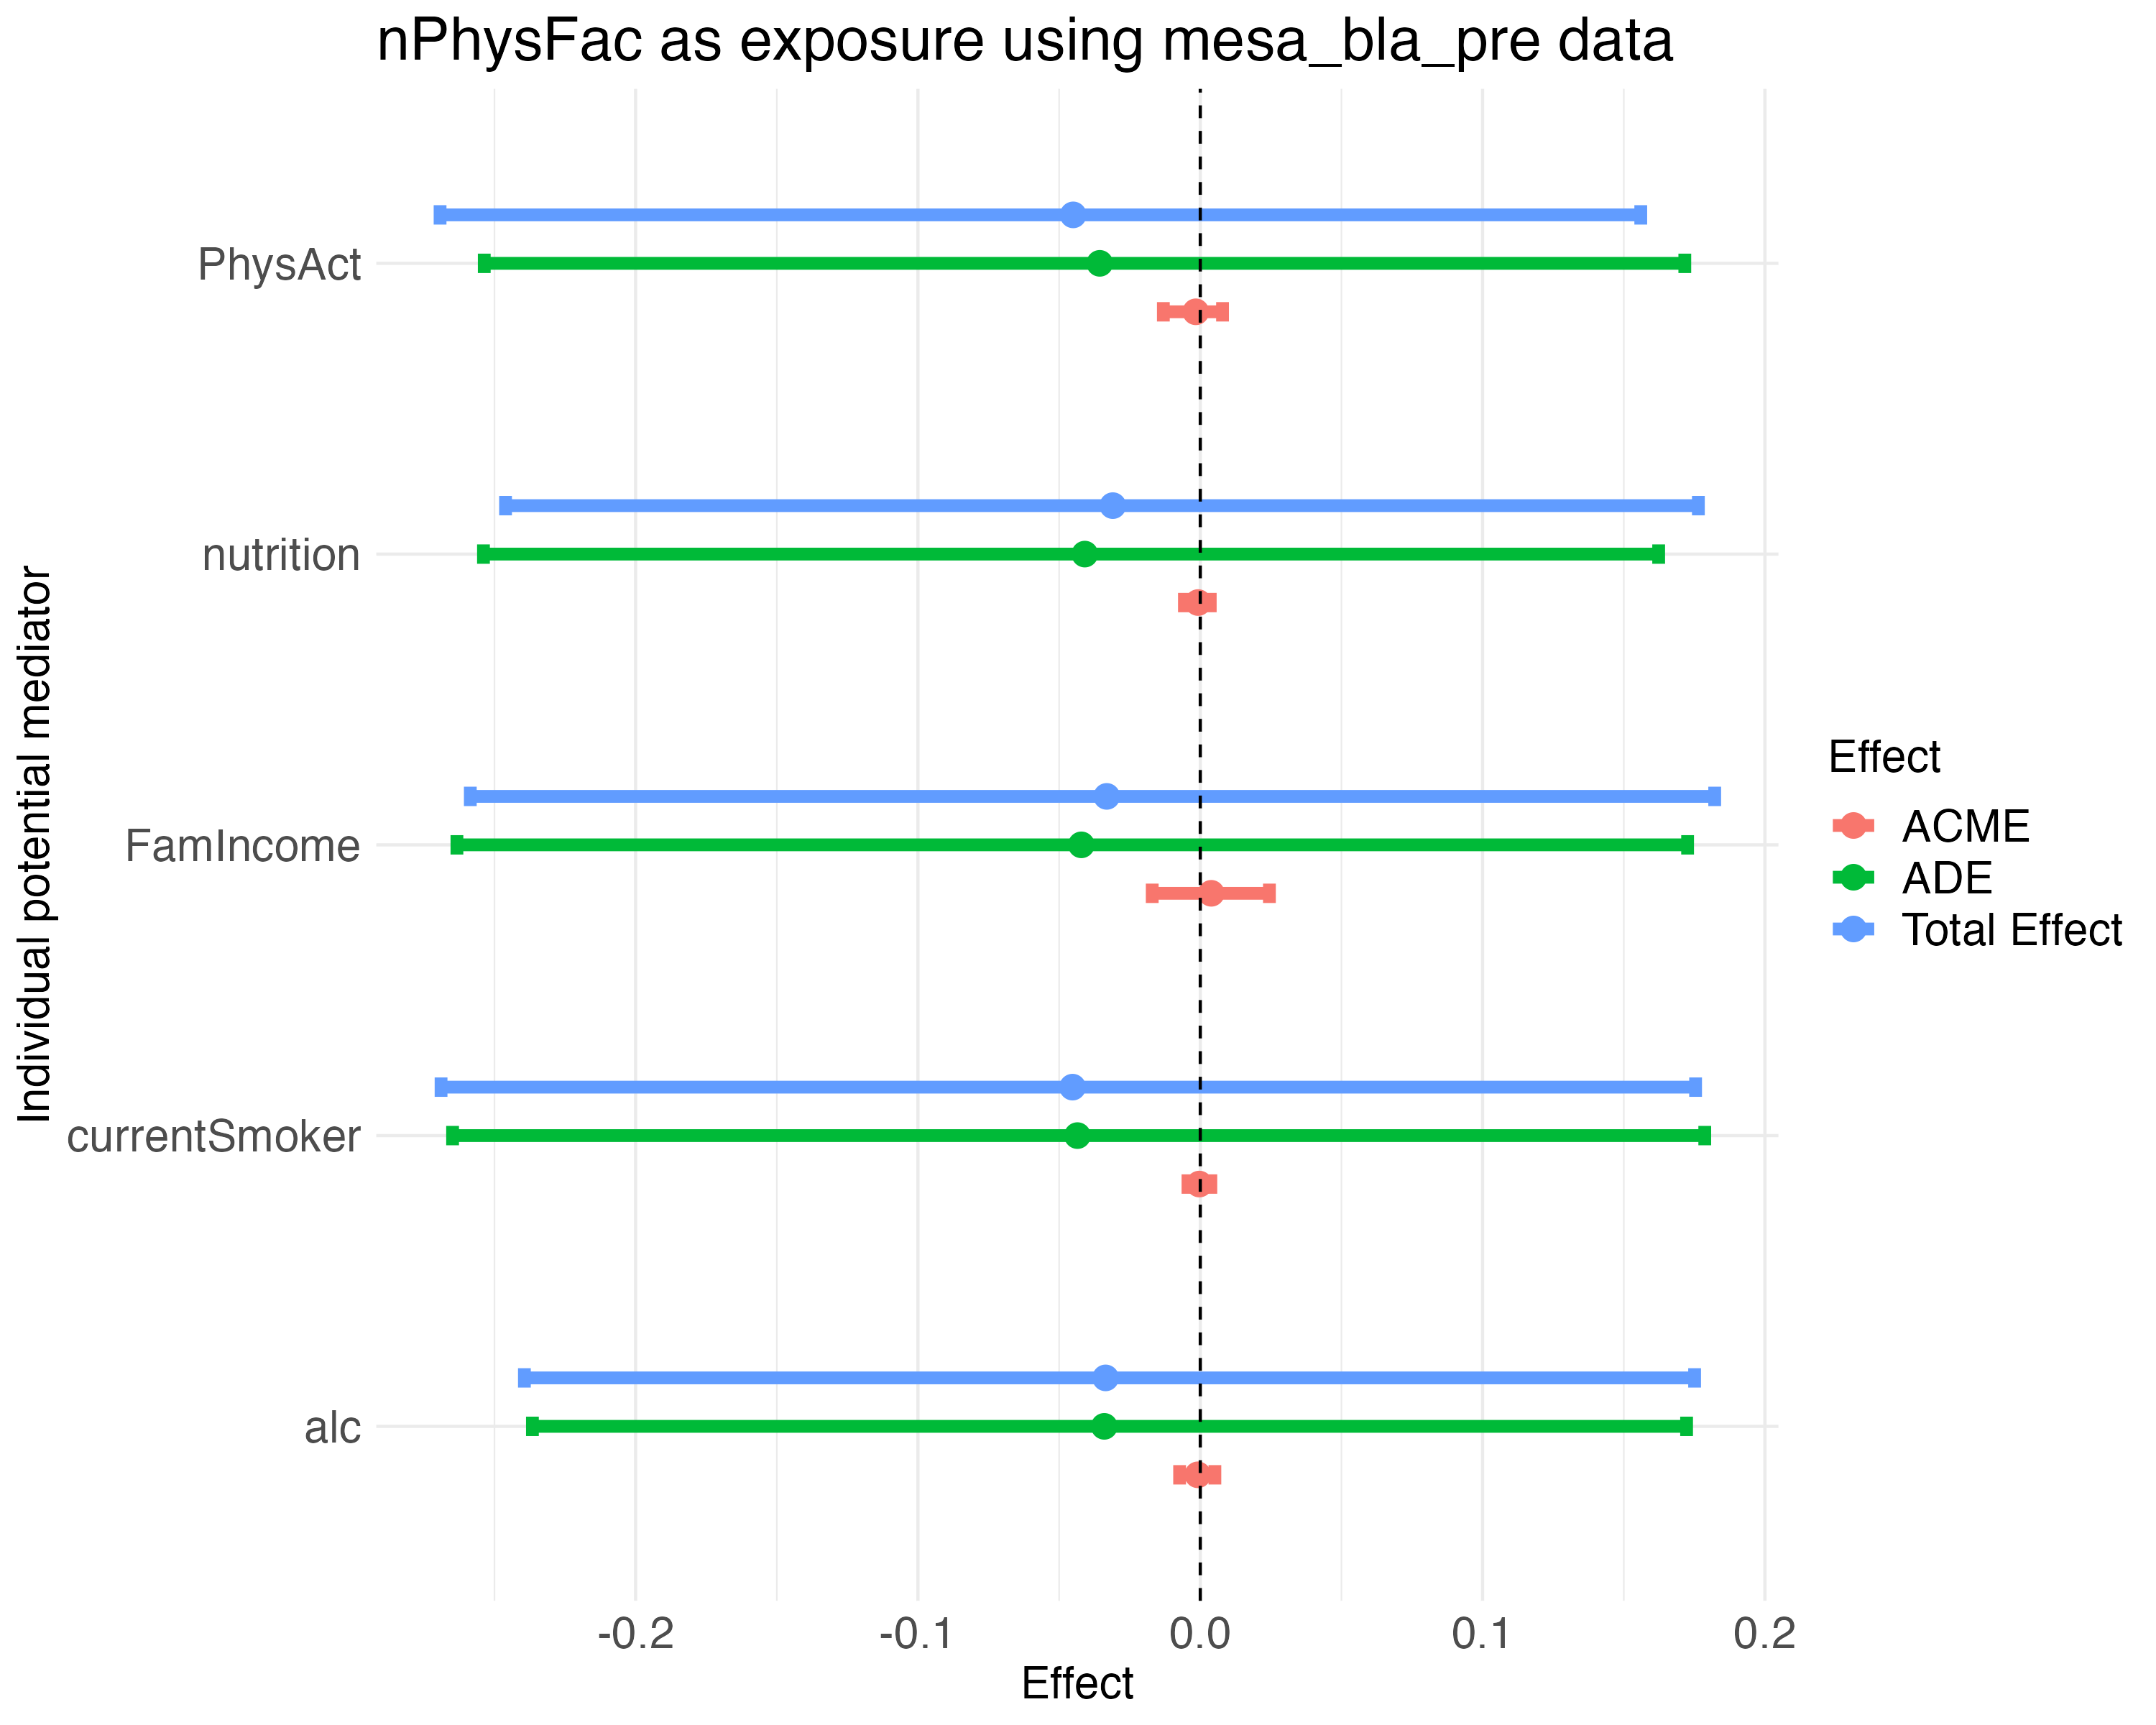 nPhysFac as exposure using mesa_bla_pre data
Individual potential mediator
PhysAct
nutrition
FamIncome
currentSmoker
alc
-0.2 -0.1 0.0 0.1 0.2
Effect
Effect
ACME
ADE
Total Effect